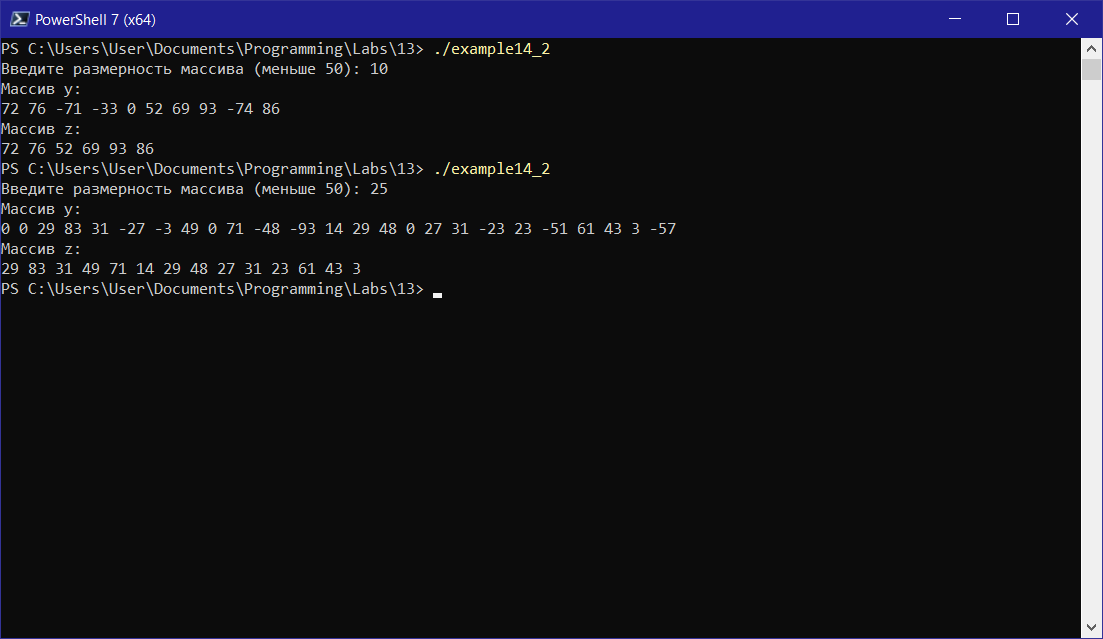 PowerShell 7 (x64)
PS C:\Users\User\Documents\Programming\Labs\13> ./example14_2
Введите размерность массива (меньше 50): 10
Массив y:
72 76 -71 -33 0 52 69 93 -74 86
Массив z:
72 76 52 69 93 86
PS C:\Users\User\Documents\Programming\Labs\13> ./example14_2
Введите размерность массива (меньше 50): 25
Массив y:
0 0 29 83 31 -27 -3 49 0 71 -48 -93 14 29 48 0 27 31 -23 23 -51 61 43 3 -57
Массив z:
29 83 31 49 71 14 29 48 27 31 23 61 43 3
PS C:\Users\User\Documents\Programming\Labs\13>